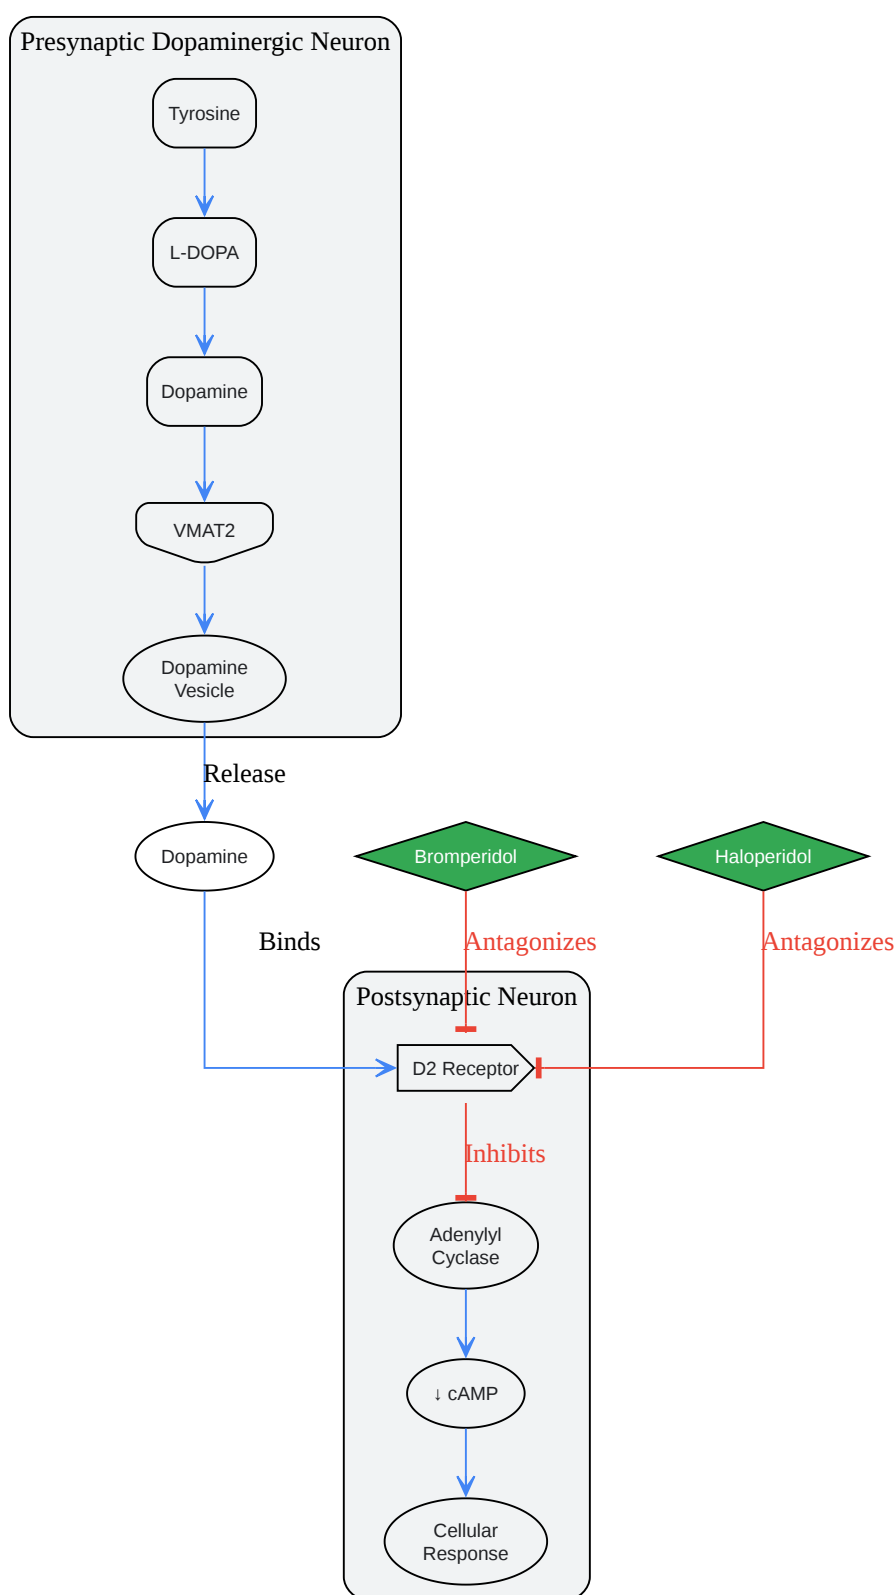 Presynaptic Dopaminergic Neuron
Tyrosine
L-DOPA
Dopamine
VMAT2
Dopamine
Vesicle
Release
Dopamine
Bromperidol
Haloperidol
Binds
Antagonizes
Antagonizes
Postsynaptic Neuron
D2 Receptor
Inhibits
Adenylyl
Cyclase
↓ cAMP
Cellular
Response